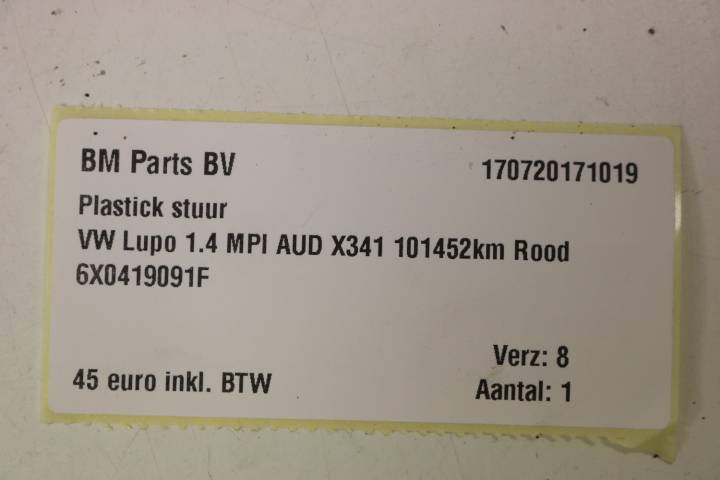 BM Parts BV 170720171019
Plastick stuur
VW Lupo 1.4 MPI AUD X341 101452km Rood
6X0419091F
Verz: 8
45 euro inkl. BTW Aantal: 1